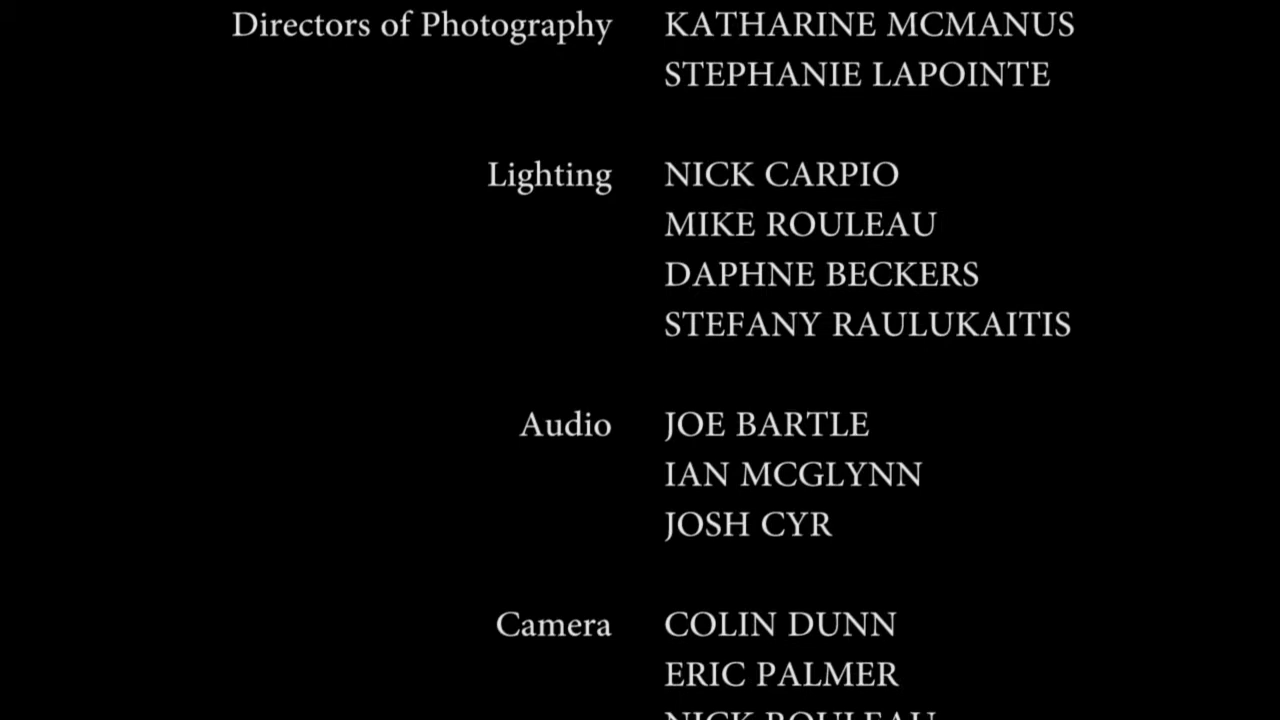 Directors of Photography KATHARINE MCMANUS
STEPHANIE LAPOINTE
Lighting NICK CARPIO
MIKE ROULEAU
DAPHNE BECKERS
STEFANY RAULUKAITIS
Audio JOE BARTLE
IAN MCGLYNN
JOSH CYR
Camera COLIN DUNN
ERIC PALMER
NICK ROULEAU